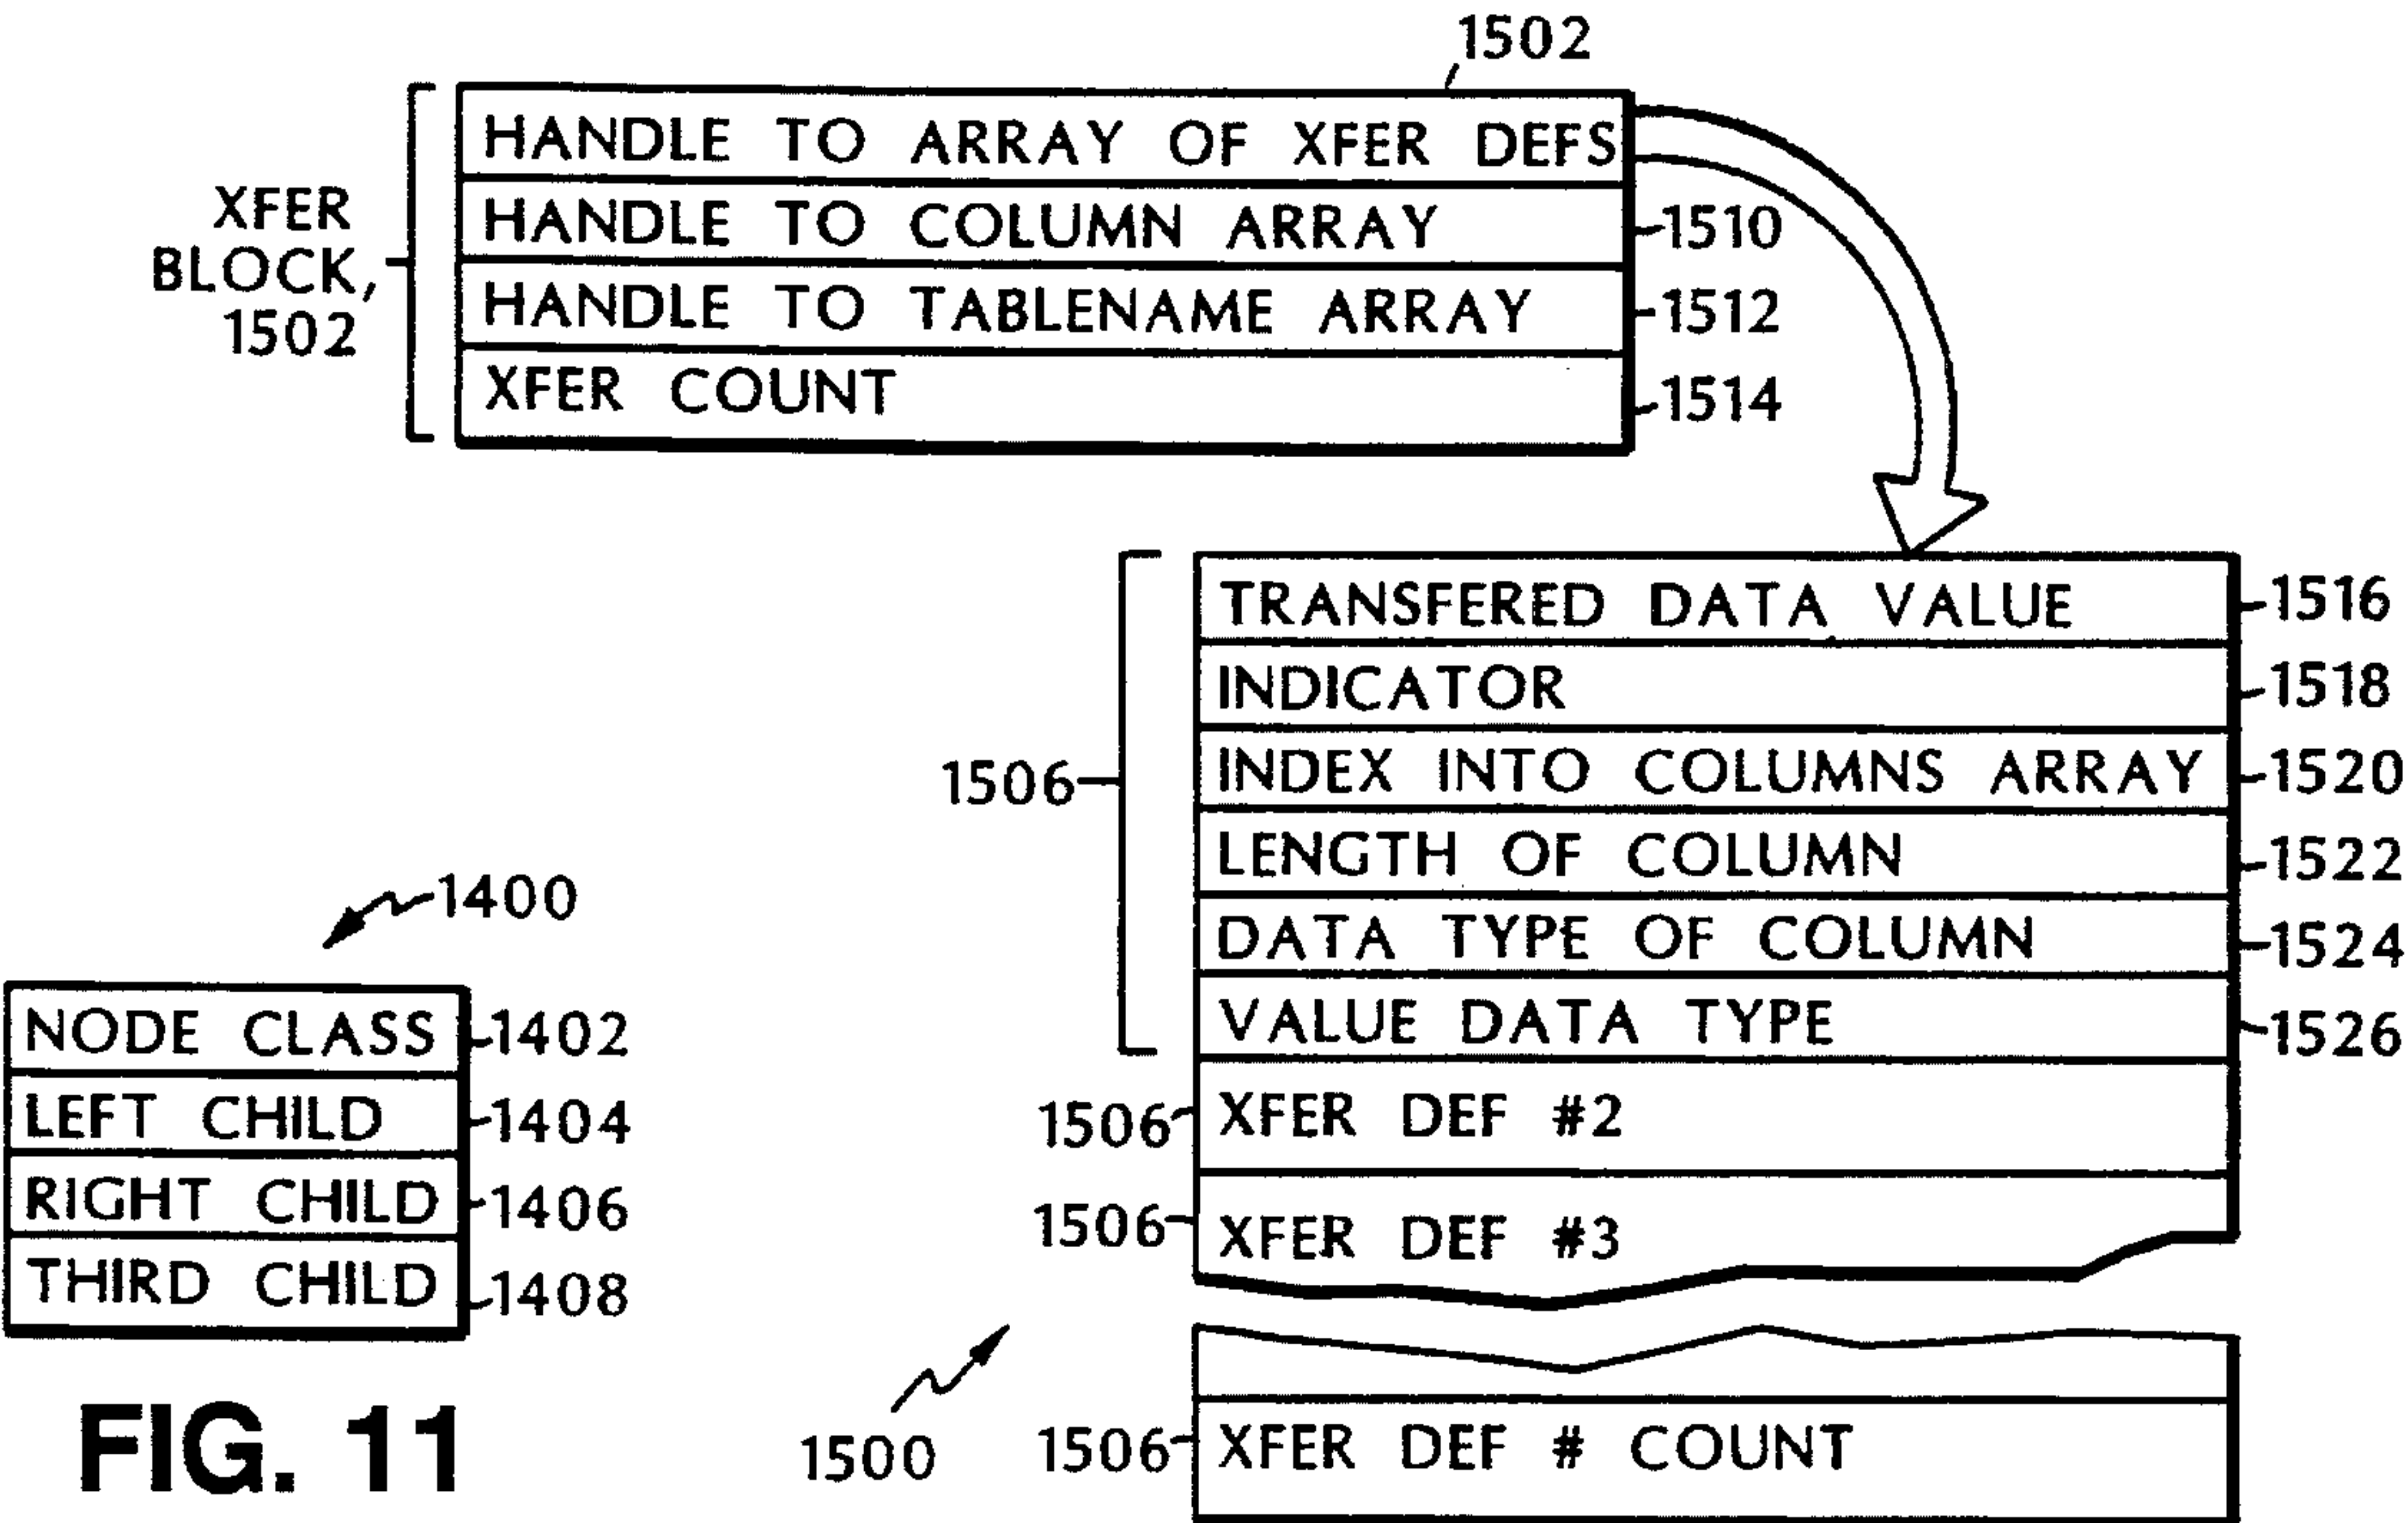 1502
HANDLE TO ARRAY OF XFER DEFS
XFER
BLOCK,
1502
HANDLE TO COLUMN ARRAY
1510
HANDLE TO TABLENAME ARRAY
1512
XFER COUNT
1514
TRANSFERED DATA VALUE
1516
INDICATOR
1518
1506
INDEX INTO COLUMNS ARRAY
1520
LENGTH OF COLUMN
1522
DATA TYPE OF COLUMN
1524
VALUE DATA TYPE
1526
1506
XFER DEF #2
1506
XFER DEF #3
1500
1506
XFER DEF # COUNT
1400
NODE CLASS
1402
LEFT CHILD
1404
RIGHT CHILD
1406
THIRD CHILD
1408
FIG. 11